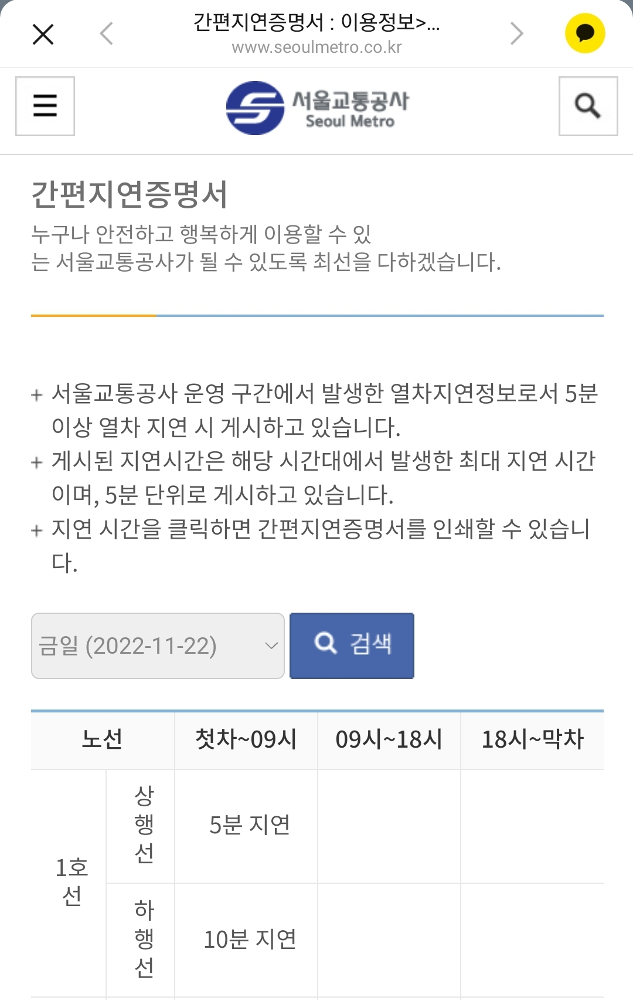 간편지연증명서 : 이용정보>...
www.seoulmetro.co.kr
서울교통공사
Seoul Metro
간편지연증명서
누구나 안전하고 행복하게 이용할 수 있
는 서울교통공사가 될 수 있도록 최선을 다하겠습니다.
+ 서울교통공사 운영 구간에서 발생한 열차지연정보로서 5분
이상 열차 지연 시 게시하고 있습니다.
+ 게시된 지연시간은 해당 시간대에서 발생한 최대 지연 시간
이며, 5분 단위로 게시하고 있습니다.
+ 지연 시간을 클릭하면 간편지연증명서를 인쇄할 수 있습니
다.
금일 (2022-11-22)
검색
노선 첫차~09시 09시~18시 18시~막차
1호
선
상
행
선
5분 지연
하
행
선
10분 지연